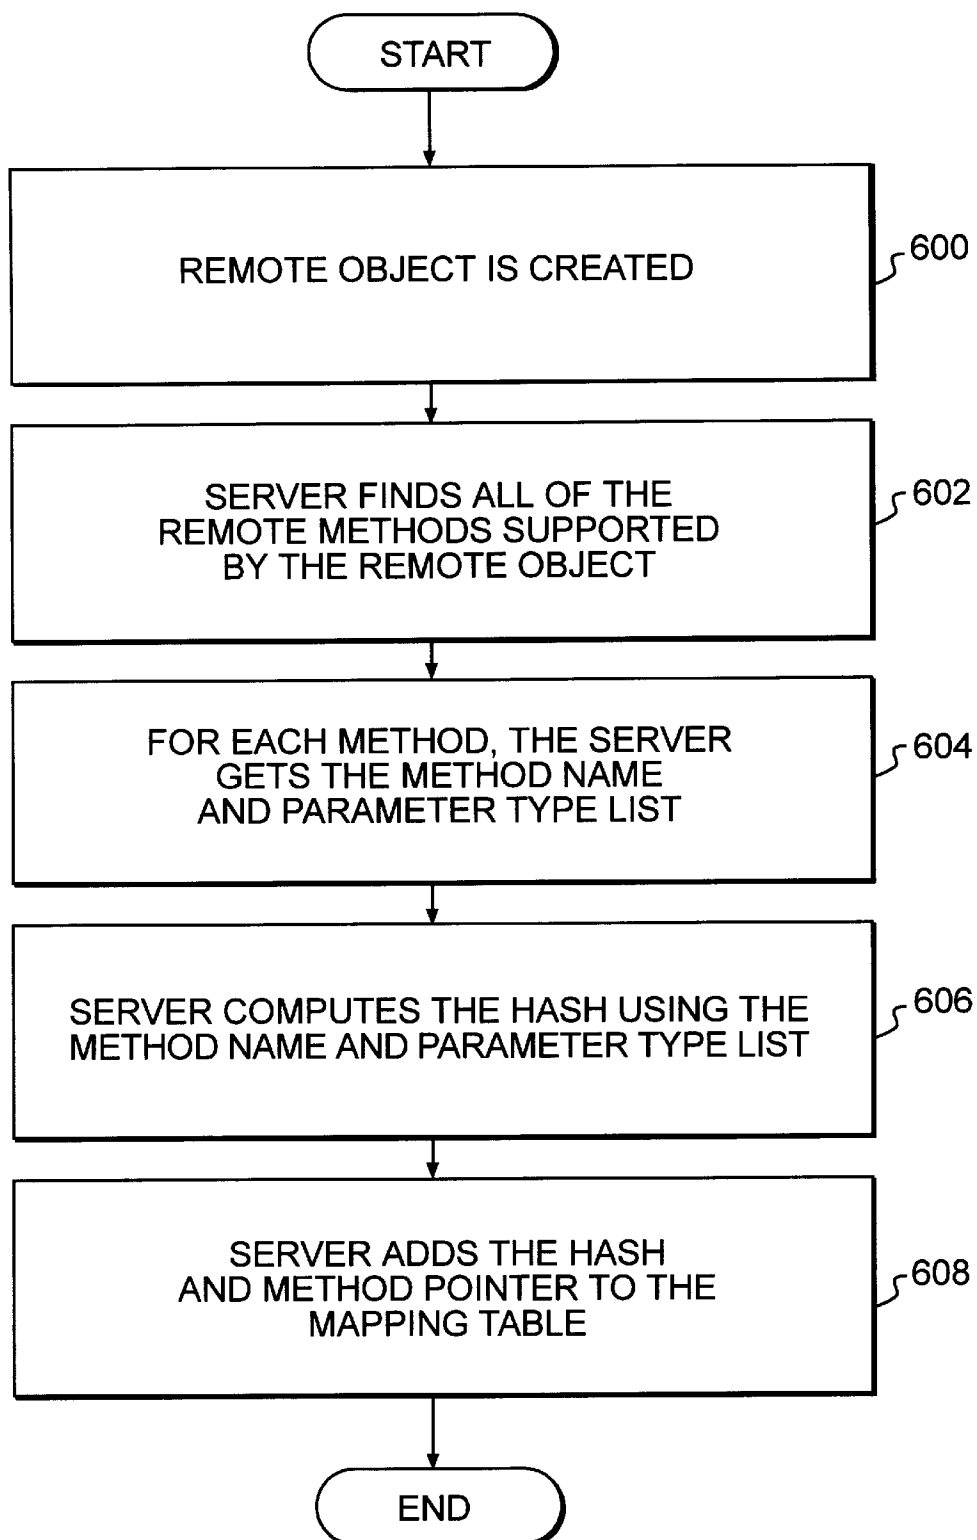 START
REMOTE OBJECT IS CREATED
600
SERVER FINDS ALL OF THE
REMOTE METHODS SUPPORTED
BY THE REMOTE OBJECT
602
FOR EACH METHOD, THE SERVER
GETS THE METHOD NAME
AND PARAMETER TYPE LIST
604
SERVER COMPUTES THE HASH USING THE
METHOD NAME AND PARAMETER TYPE LIST
606
SERVER ADDS THE HASH
AND METHOD POINTER TO THE
MAPPING TABLE
608
END